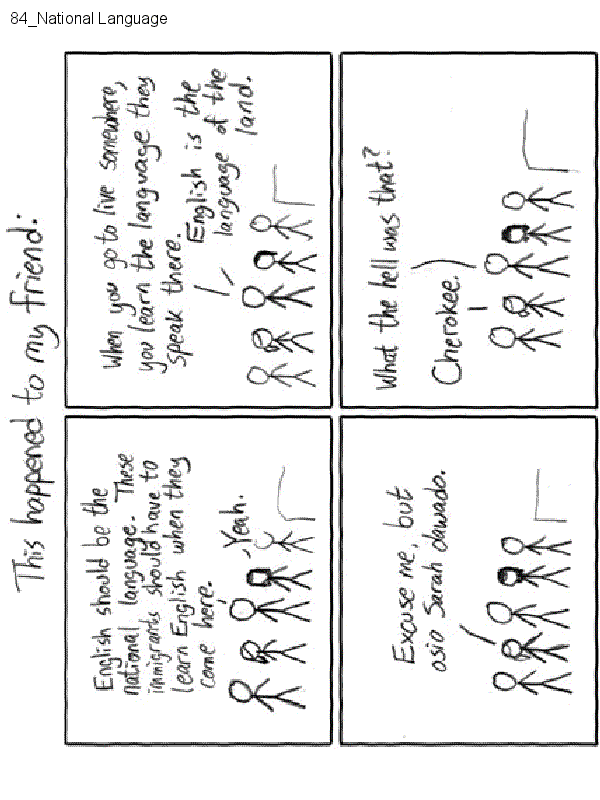 84_National Language
This happened to my friend:
English should be the
national language. These
immigrants should have to
learn English when they
come here.
Yeah.
When you go to live somewhere,
you learn the language they
speak there.
English is the
language of the
land.
Excuse me, but
osio Sarah dawado.
What the hell was that?
Cherokee.